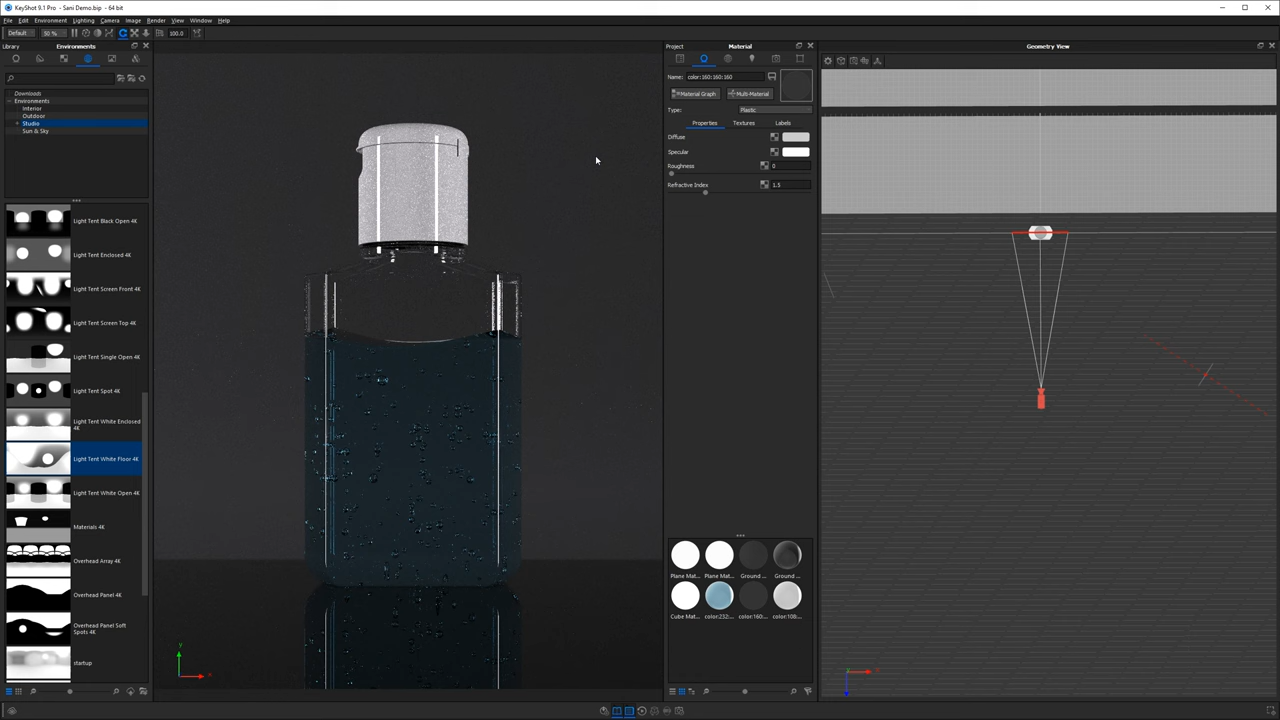 KeyShot 9.1 Pro - Sani Demo.bip - 64 bit
File Edit Environment Lighting Camera Image Render View Window Help
Default 50 % 100.0
Library Environments
Downloads
Environments
Interior
Outdoor
Studio
Sun & Sky
Light Tent Black Open 4K
Light Tent Enclosed 4K
Light Tent Screen Front 4K
Light Tent Screen Top 4K
Light Tent Single Open 4K
Light Tent Spot 4K
Light Tent White Enclosed
4K
Light Tent White Floor 4K
Light Tent White Open 4K
Materials 4K
Overhead Array 4K
Overhead Panel 4K
Overhead Panel Soft
Spots 4K
startup
Y
X
Project Material
Name: color:160:160:160
Material Graph Multi-Material
Type: Plastic
Properties Textures Labels
Diffuse
Specular
Roughness 0
Refractive Index 1.5
Plane Mat... Plane Mat... Ground ... Ground ...
Cube Mat... color:232:... color:160:... color:108:...
Geometry View